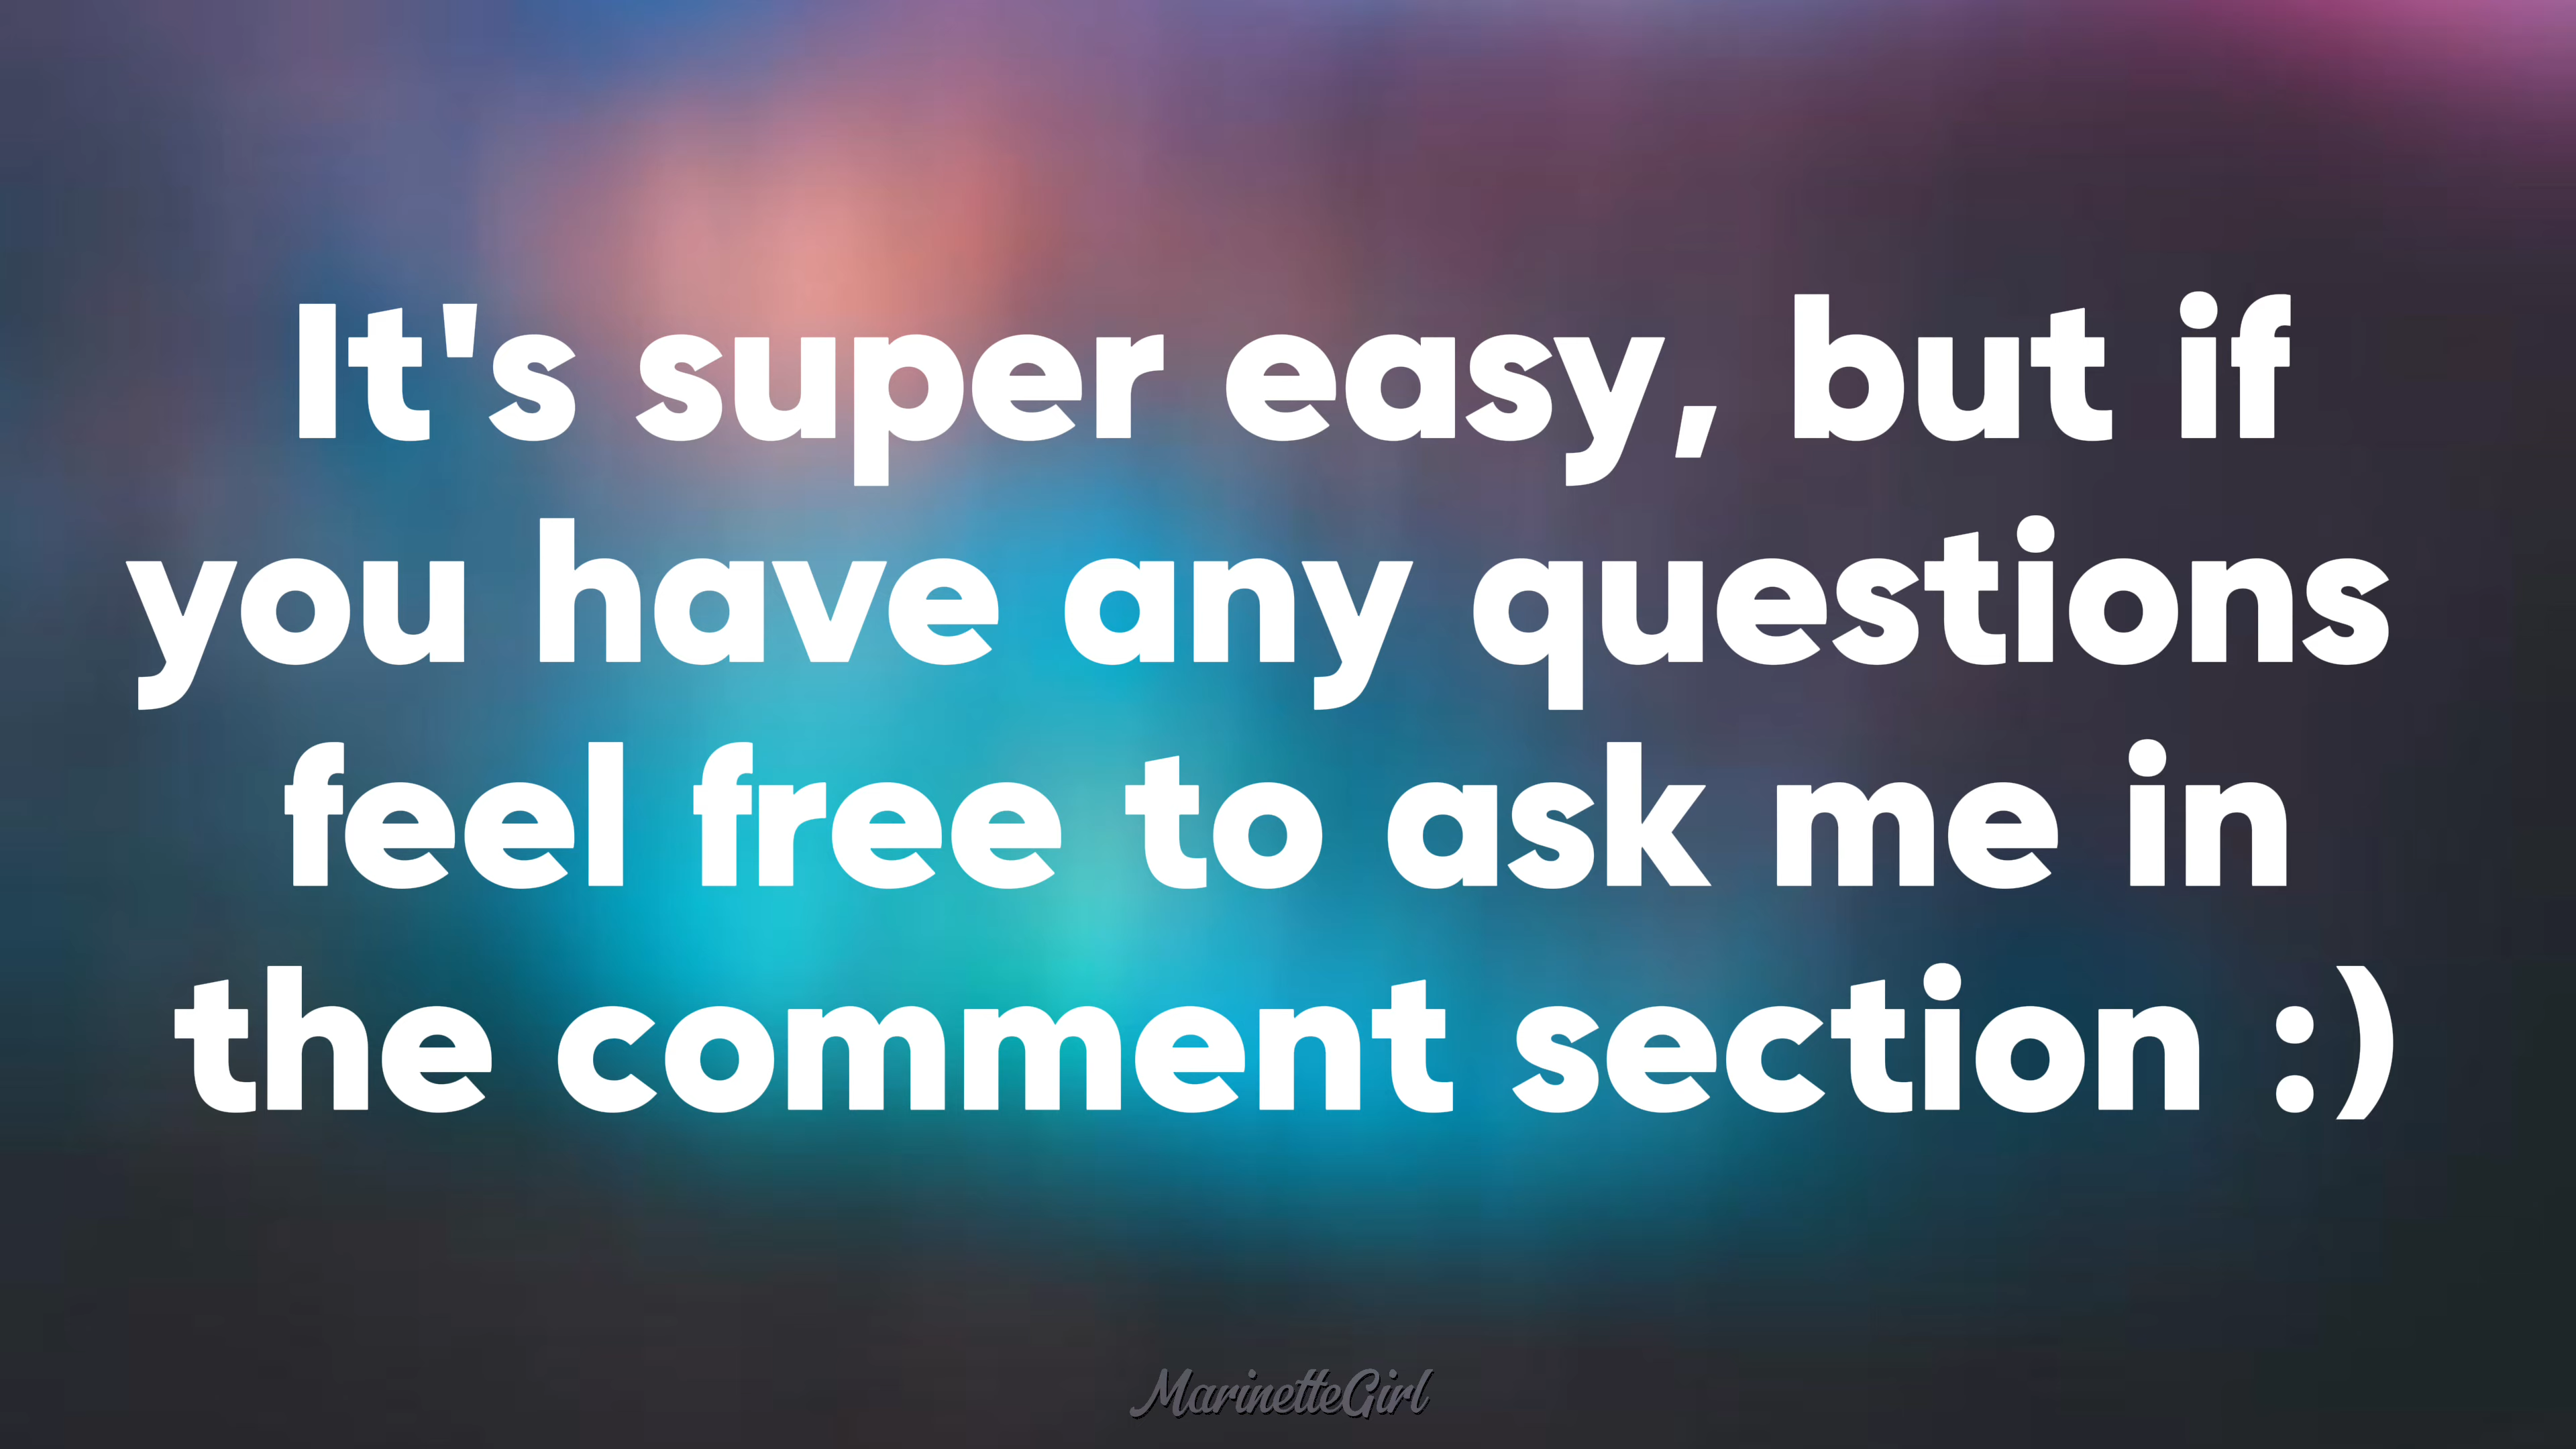 It's super easy, but if
you have any questions
feel free to ask me in
the comment section :)
MarinetteGirl